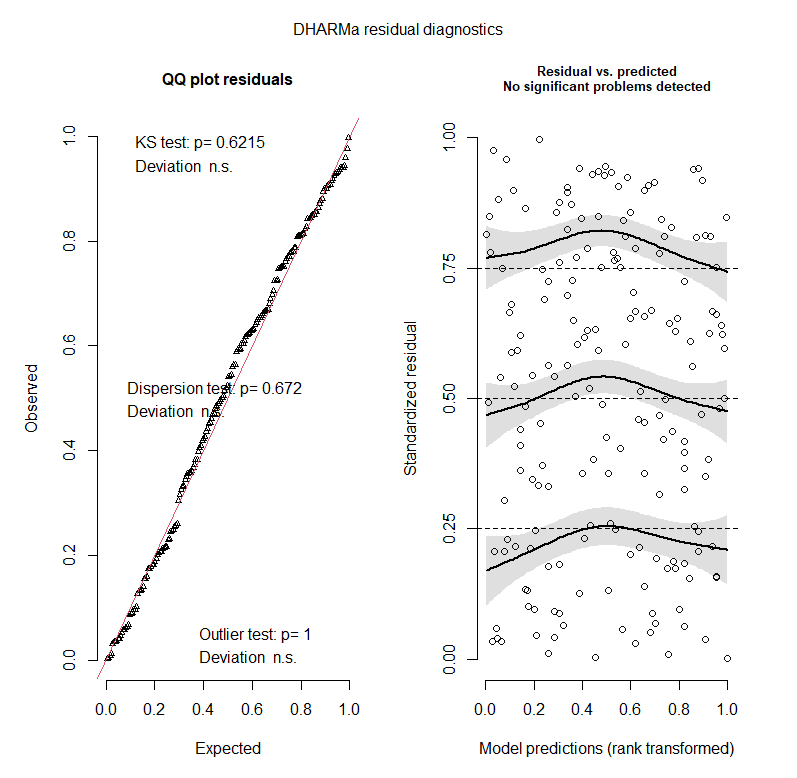 DHARMa residual diagnostics
QQ plot residuals
KS test: p= 0.6215
Deviation n.s.
Dispersion test: p= 0.672
Deviation n.s.
Outlier test: p= 1
Deviation n.s.
Observed
0.0 0.2 0.4 0.6 0.8 1.0
0.0 0.2 0.4 0.6 0.8 1.0
Expected
Residual vs. predicted
No significant problems detected
Standardized residual
0.00 0.25 0.50 0.75 1.00
0.0 0.2 0.4 0.6 0.8 1.0
Model predictions (rank transformed)